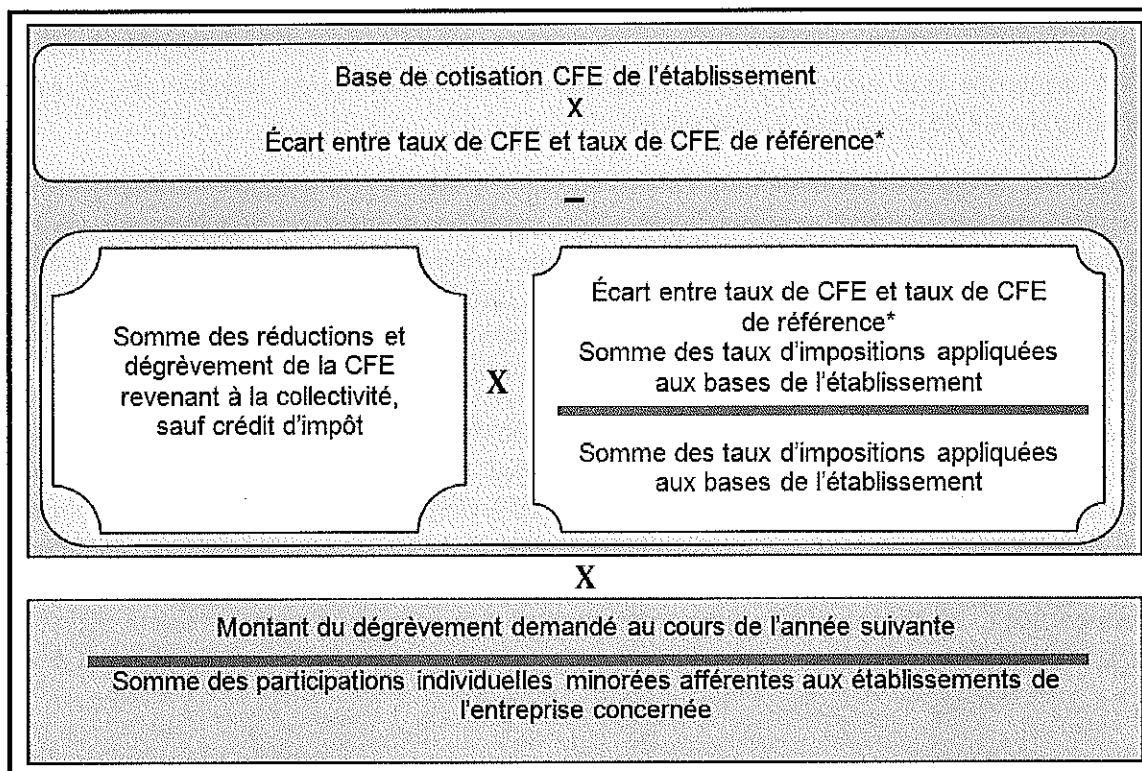 Base de cotisation CFE de l'établissement
X
Écart entre taux de CFE et taux de CFE de référence*
–
Somme des réductions et
dégrèvement de la CFE
revenant à la collectivité,
sauf crédit d'impôt
X
Écart entre taux de CFE et taux de CFE
de référence*
Somme des taux d'impositions appliquées
aux bases de l'établissement
Somme des taux d'impositions appliquées
aux bases de l'établissement
X
Montant du dégrèvement demandé au cours de l'année suivante
Somme des participations individuelles minorées afférentes aux établissements de
l'entreprise concernée